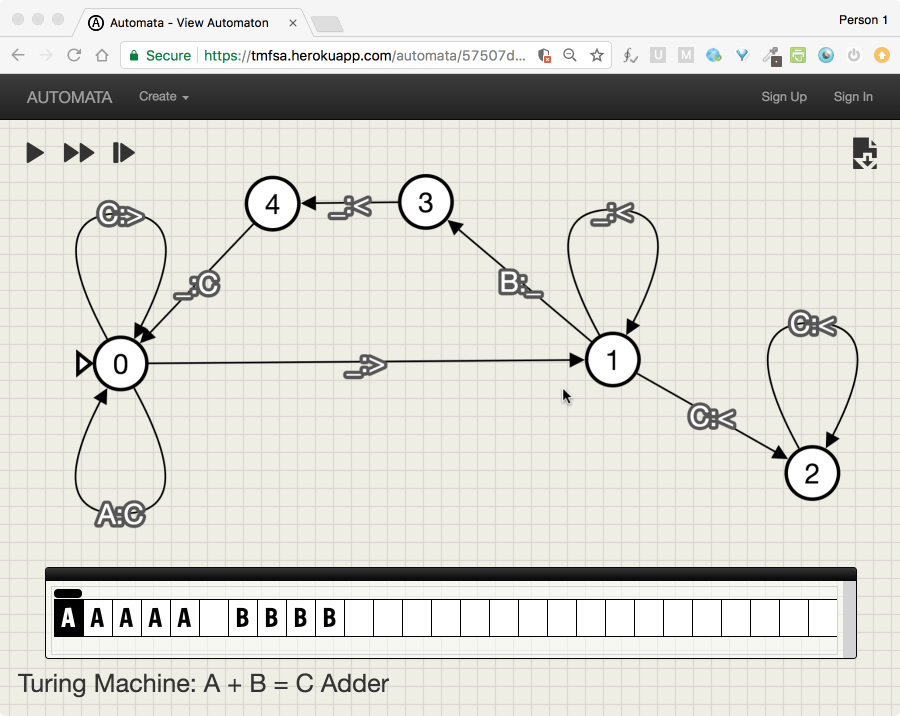 Automata - View Automaton
Person 1
Secure https://tmfsa.herokuapp.com/automata/57507d...
AUTOMATA Create Sign Up Sign In
C:> 4 _:< 3 _:<
_:C B:_
C:<
0 _:> 1
C:<
2
A:C
A A A A A B B B B
Turing Machine: A + B = C Adder